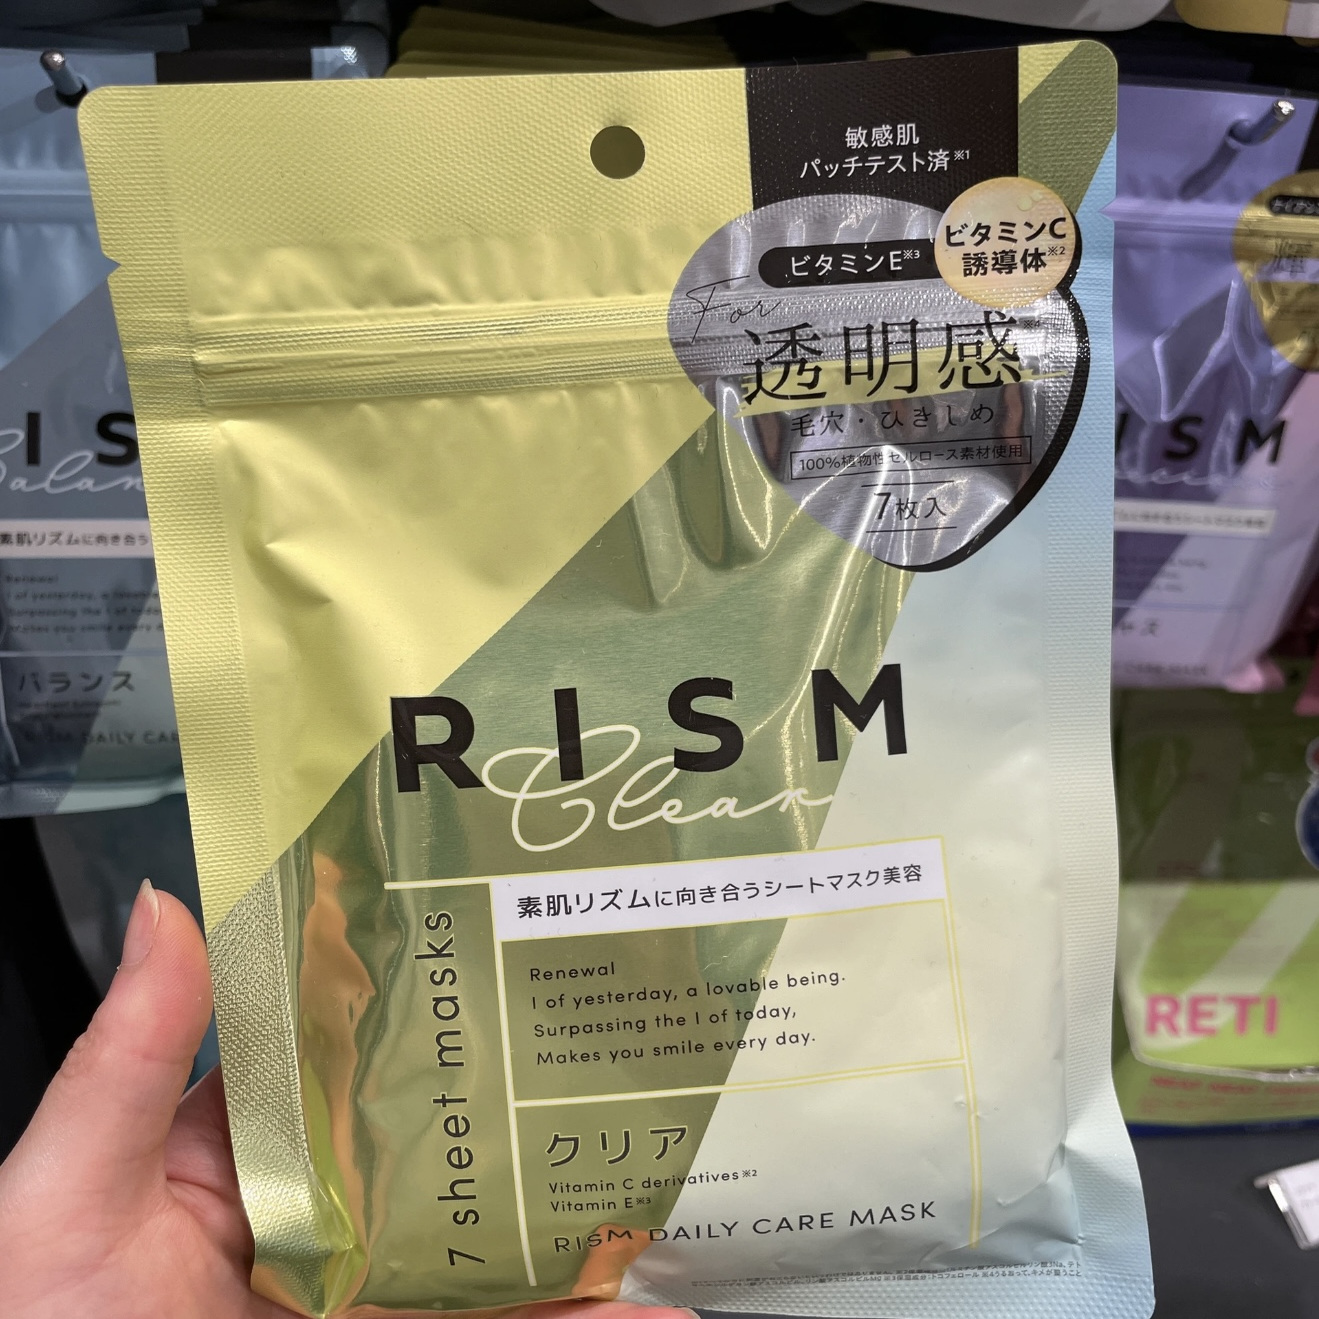 敏感肌
パッチテスト済※1
ビタミンC
誘導体※2
ビタミンE※3
For
透明感※4
毛穴・ひきしめ
100%植物性セルロース素材使用
7枚入
RISM
Clear
素肌リズムに向き合うシートマスク美容
7 sheet masks
Renewal
I of yesterday, a lovable being.
Surpassing the I of today,
Makes you smile every day.
クリア
Vitamin C derivatives※2
Vitamin E※3
RISM DAILY CARE MASK
IS
素肌リズムに向き合う
Renewal
バランス
RISM DAILY CAR
ISM
RETI